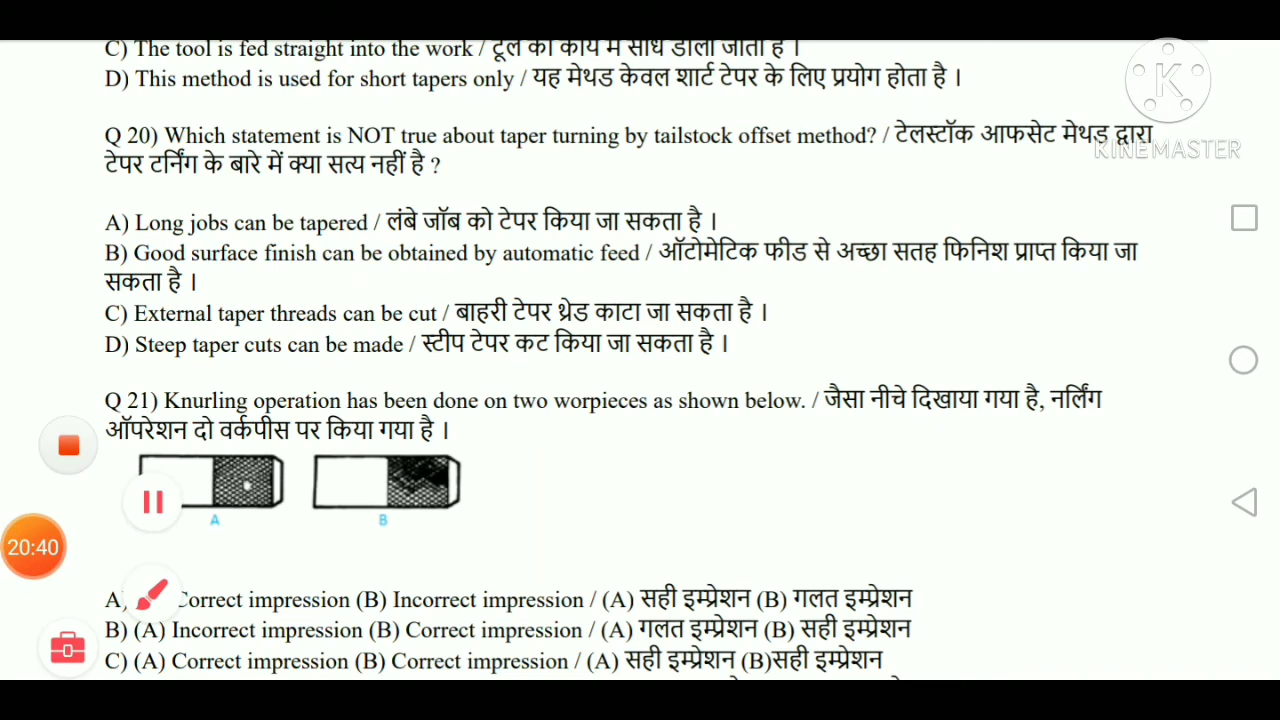 C) The tool is fed straight into the work / टूल को कार्य में सीधे डाला जाता है ।
D) This method is used for short tapers only / यह मेथड केवल शार्ट टेपर के लिए प्रयोग होता है ।
Q 20) Which statement is NOT true about taper turning by tailstock offset method? / टेलस्टॉक आफसेट मेथड द्वारा
टेपर टर्निंग के बारे में क्या सत्य नहीं है ?
K
KINEMASTER
A) Long jobs can be tapered / लंबे जॉब को टेपर किया जा सकता है ।
B) Good surface finish can be obtained by automatic feed / ऑटोमेटिक फीड से अच्छा सतह फिनिश प्राप्त किया जा
सकता है ।
C) External taper threads can be cut / बाहरी टेपर थ्रेड काटा जा सकता है ।
D) Steep taper cuts can be made / स्टीप टेपर कट किया जा सकता है ।
Q 21) Knurling operation has been done on two worpieces as shown below. / जैसा नीचे दिखाया गया है, नर्लिंग
ऑपरेशन दो वर्कपीस पर किया गया है ।
A B
20:40
A) Correct impression (B) Incorrect impression / (A) सही इम्प्रेशन (B) गलत इम्प्रेशन
B) (A) Incorrect impression (B) Correct impression / (A) गलत इम्प्रेशन (B) सही इम्प्रेशन
C) (A) Correct impression (B) Correct impression / (A) सही इम्प्रेशन (B)सही इम्प्रेशन